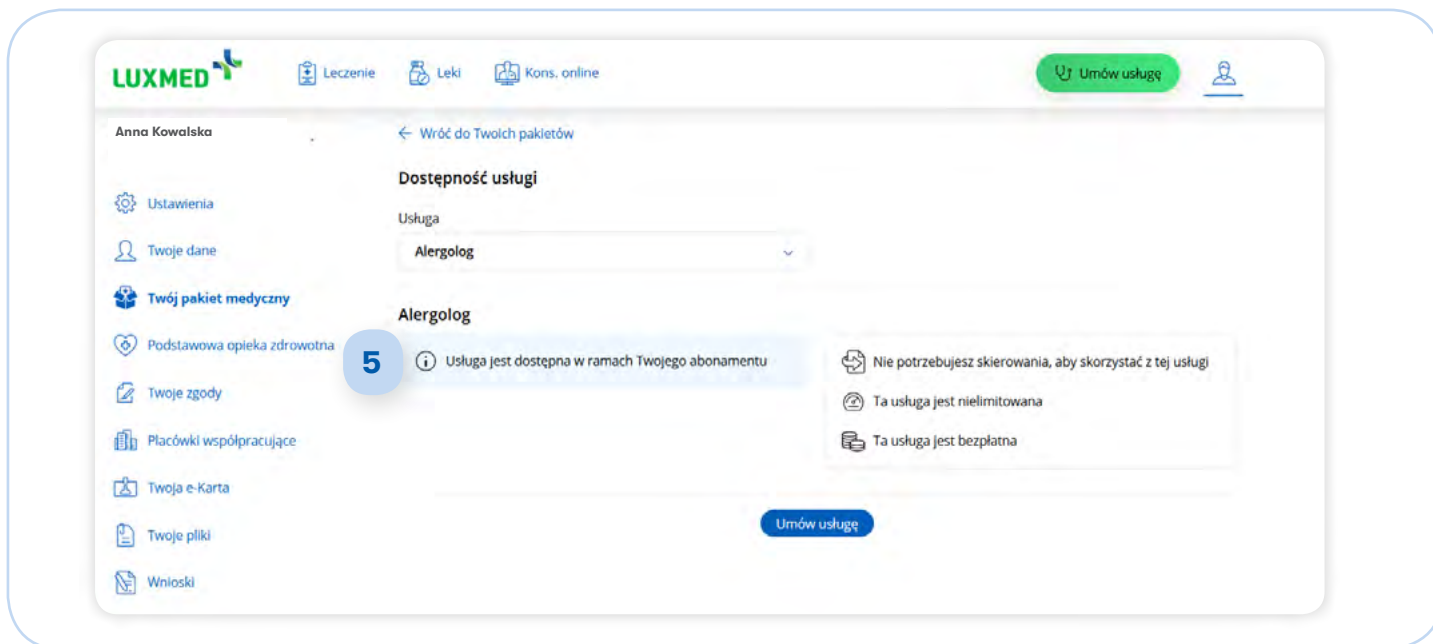 LUXMED
Leczenie
Leki
Kons. online
Umów usługę
Anna Kowalska
Ustawienia
Twoje dane
Twój pakiet medyczny
Podstawowa opieka zdrowotna
Twoje zgody
Placówki współpracujące
Twoja e-Karta
Twoje pliki
Wnioski
← Wróć do Twoich pakietów
Dostępność usługi
Usługa
Alergolog
Alergolog
5
Usługa jest dostępna w ramach Twojego abonamentu
Nie potrzebujesz skierowania, aby skorzystać z tej usługi
Ta usługa jest nielimitowana
Ta usługa jest bezpłatna
Umów usługę